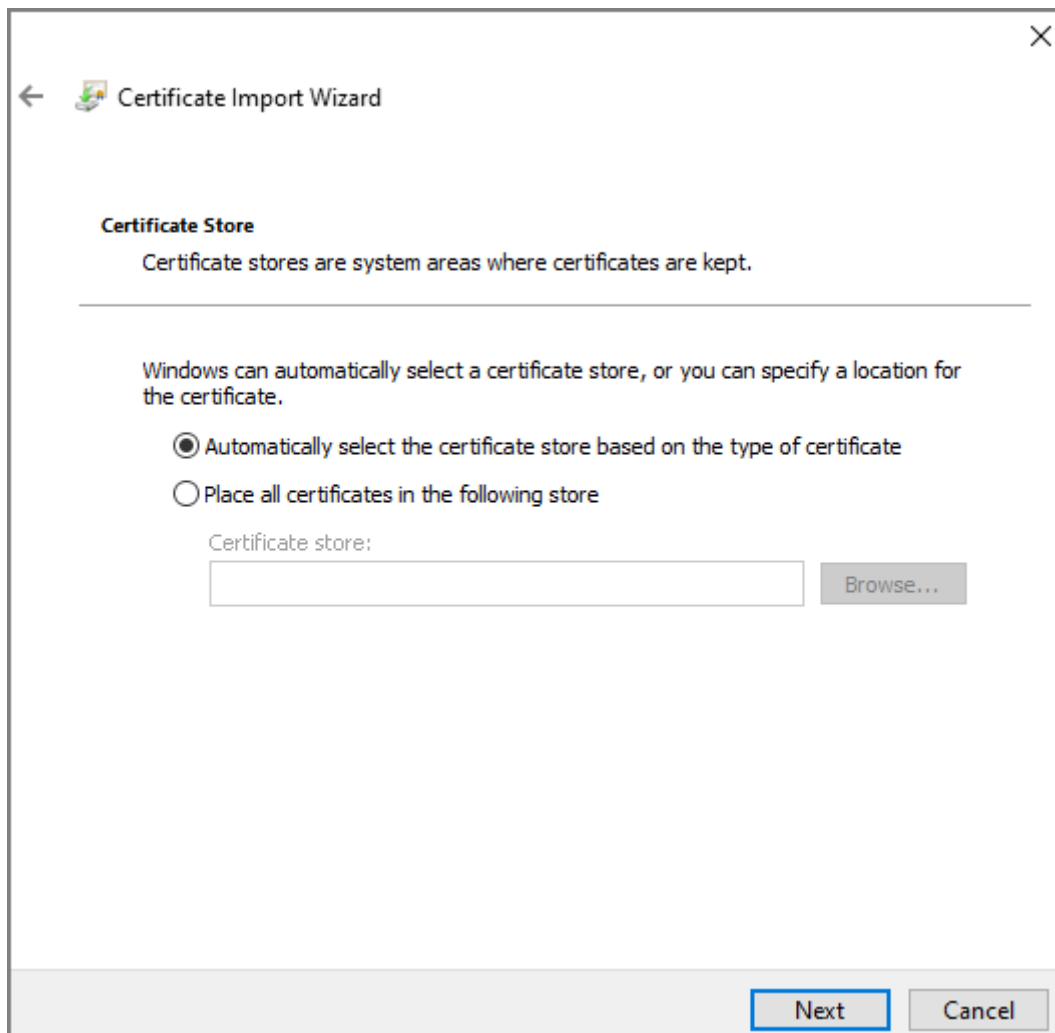 Certificate Import Wizard
Certificate Store
Certificate stores are system areas where certificates are kept.
Windows can automatically select a certificate store, or you can specify a location for
the certificate.
Automatically select the certificate store based on the type of certificate
Place all certificates in the following store
Certificate store:
Browse...
Next
Cancel